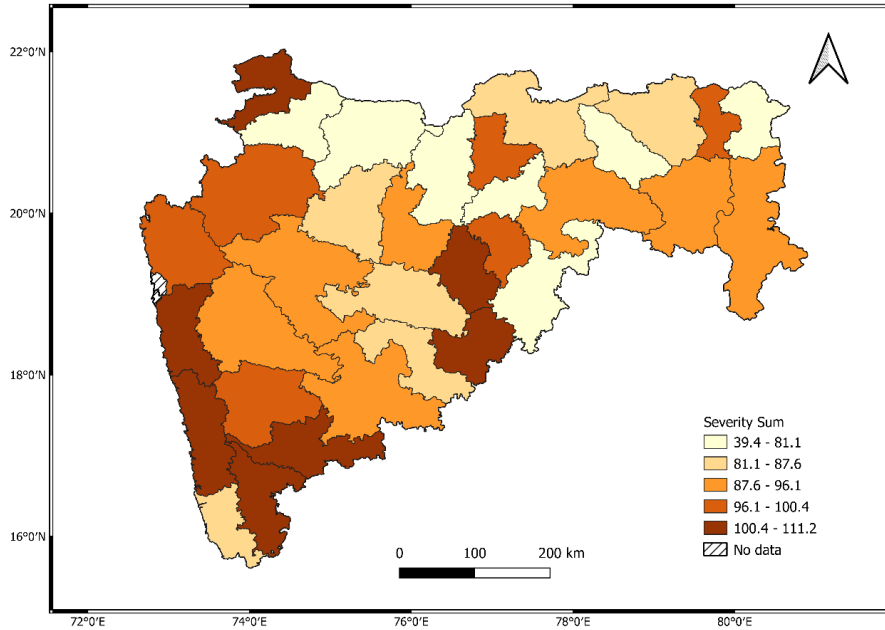 22°0'N
20°0'N
18°0'N
16°0'N
Severity Sum
39.4 - 81.1
81.1 - 87.6
87.6 - 96.1
96.1 - 100.4
100.4 - 111.2
No data
0 100 200 km
72°0'E 74°0'E 76°0'E 78°0'E 80°0'E